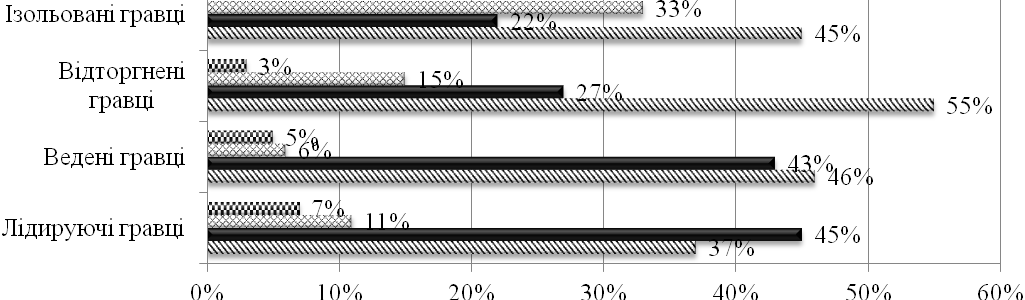 Ізольовані гравці
33%
22%
45%
Відторгнені
гравці
3%
15%
27%
55%
Ведені гравці
5%
6%
43%
46%
Лідируючі гравці
7%
11%
45%
37%
0% 10% 20% 30% 40% 50% 60%